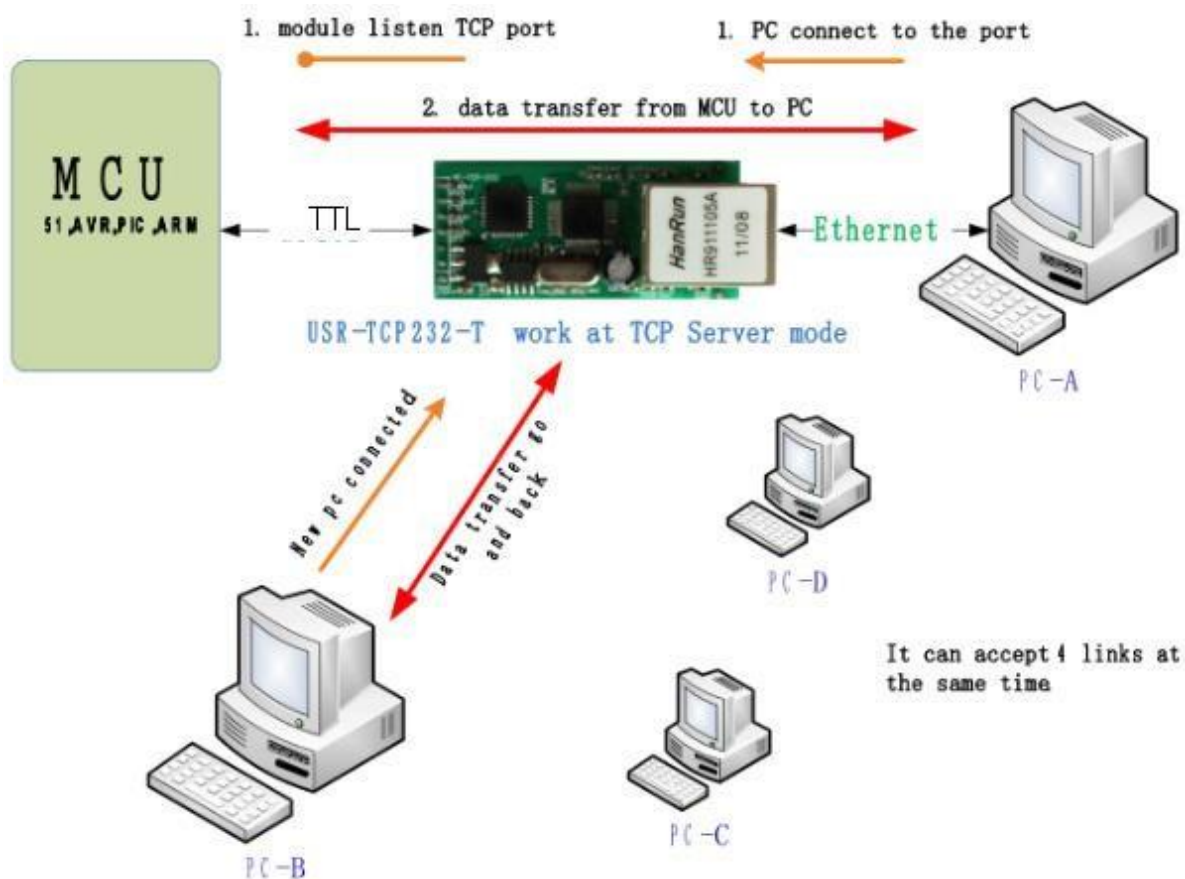 1. module listen TCP port
1. PC connect to the port
2. data transfer from MCU to PC
MCU
51,AVR,PIC,ARM
TTL
HanRun
HR911105A
11/08
Ethernet
USR-TCP232-T work at TCP Server mode
PC-A
New pc connected
Data transfer go
and back
PC-D
It can accept 4 links at
the same time
PC-C
PC-B